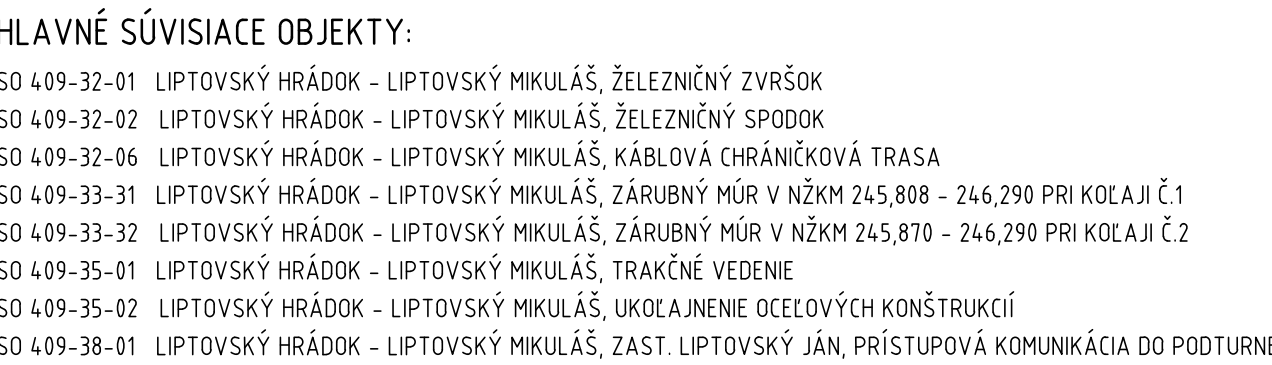 HLAVNÉ SÚVISIACE OBJEKTY:
SO 409-32-01 LIPTOVSKÝ HRÁDOK - LIPTOVSKÝ MIKULÁŠ, ŽELEZNIČNÝ ZVRŠOK
SO 409-32-02 LIPTOVSKÝ HRÁDOK - LIPTOVSKÝ MIKULÁŠ, ŽELEZNIČNÝ SPODOK
SO 409-32-06 LIPTOVSKÝ HRÁDOK - LIPTOVSKÝ MIKULÁŠ, KÁBLOVÁ CHRÁNIČKOVÁ TRASA
SO 409-33-31 LIPTOVSKÝ HRÁDOK - LIPTOVSKÝ MIKULÁŠ, ZÁRUBNÝ MÚR V NŽKM 245,808 - 246,290 PRI KOĽAJI Č.1
SO 409-33-32 LIPTOVSKÝ HRÁDOK - LIPTOVSKÝ MIKULÁŠ, ZÁRUBNÝ MÚR V NŽKM 245,870 - 246,290 PRI KOĽAJI Č.2
SO 409-35-01 LIPTOVSKÝ HRÁDOK - LIPTOVSKÝ MIKULÁŠ, TRAKČNÉ VEDENIE
SO 409-35-02 LIPTOVSKÝ HRÁDOK - LIPTOVSKÝ MIKULÁŠ, UKOĽAJNENIE OCEĽOVÝCH KONŠTRUKCIÍ
SO 409-38-01 LIPTOVSKÝ HRÁDOK - LIPTOVSKÝ MIKULÁŠ, ZAST. LIPTOVSKÝ JÁN, PRÍSTUPOVÁ KOMUNIKÁCIA DO PODTURNE